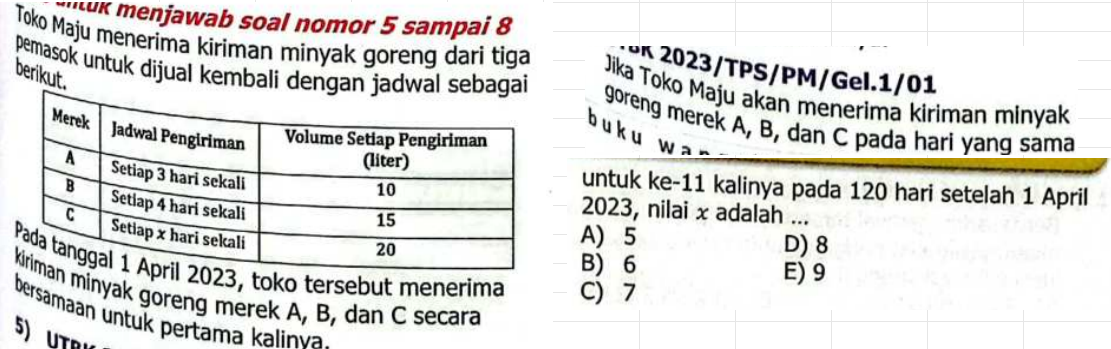 untuk menjawab soal nomor 5 sampai 8
Toko Maju menerima kiriman minyak goreng dari tiga
pemasok untuk dijual kembali dengan jadwal sebagai
berikut.
Merek Jadwal Pengiriman Volume Setiap Pengiriman (liter)
A Setiap 3 hari sekali 10
B Setiap 4 hari sekali 15
C Setiap x hari sekali 20
Pada tanggal 1 April 2023, toko tersebut menerima
kiriman minyak goreng merek A, B, dan C secara
bersamaan untuk pertama kalinya.
5) UTBK
UTBK 2023/TPS/PM/Gel.1/01
Jika Toko Maju akan menerima kiriman minyak
goreng merek A, B, dan C pada hari yang sama
buku
untuk ke-11 kalinya pada 120 hari setelah 1 April
2023, nilai x adalah ...
A) 5
B) 6
C) 7
D) 8
E) 9